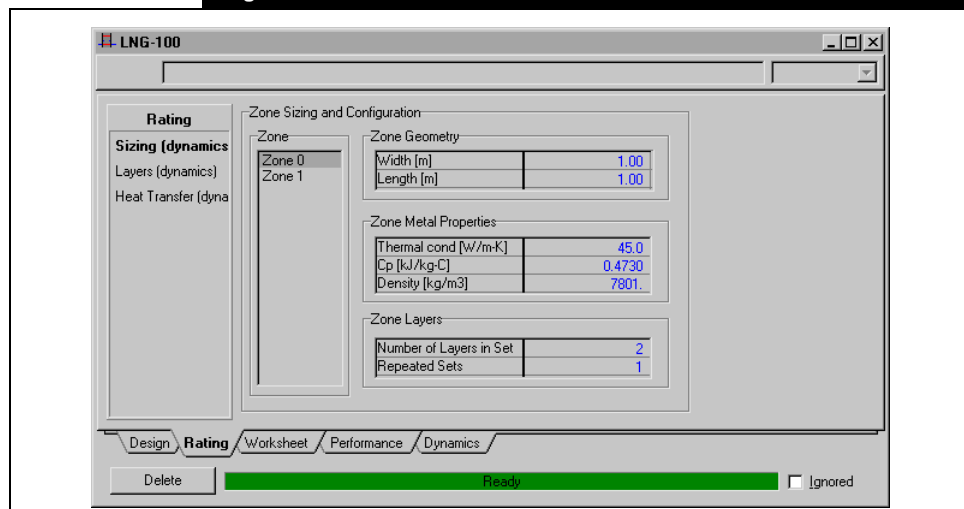 LNG-100
Rating
Sizing (dynamics
Layers (dynamics)
Heat Transfer (dyna
Zone Sizing and Configuration
Zone
Zone 0
Zone 1
Zone Geometry
Width [m] 1.00
Length [m] 1.00
Zone Metal Properties
Thermal cond [W/m-K] 45.0
Cp [kJ/kg-C] 0.4730
Density [kg/m3] 7801.
Zone Layers
Number of Layers in Set 2
Repeated Sets 1
Design Rating Worksheet Performance Dynamics
Delete Ready Ignored